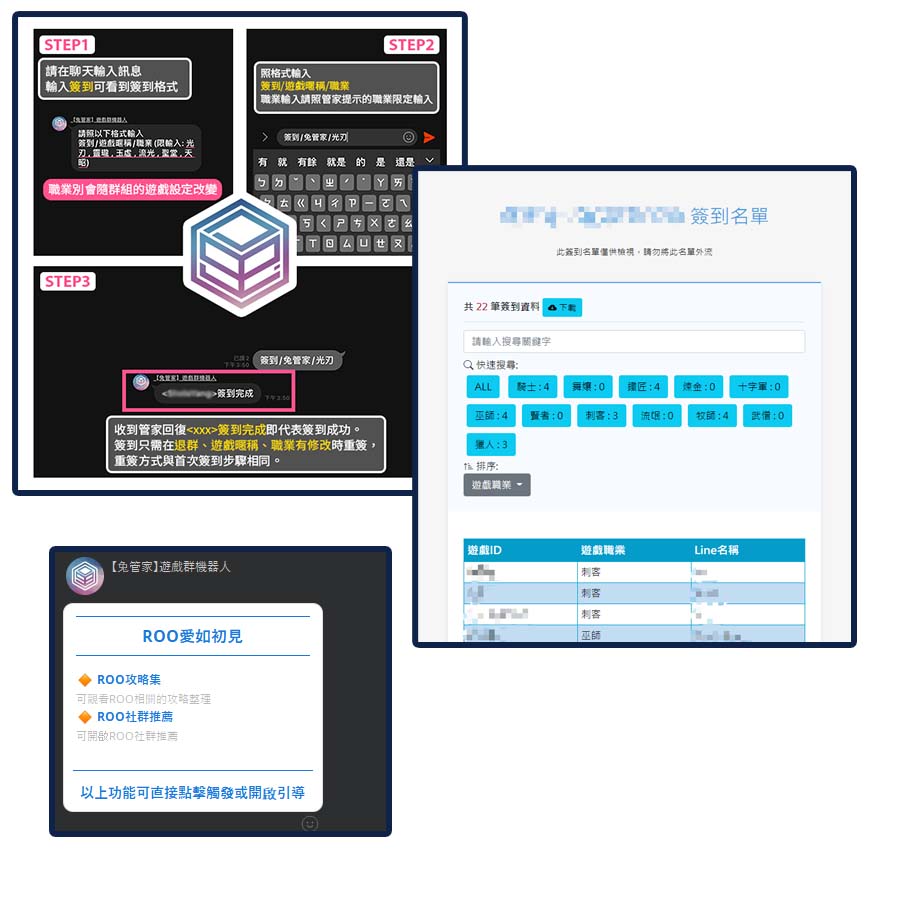 STEP1
請在聊天輸入訊息
輸入簽到可看到簽到格式
【兔管家】遊戲群機器人
請照以下格式輸入
簽到/遊戲暱稱/職業(限輸入:光
刃,靈瓏,玉虛,流光,聖堂,天
昭)
職業別會隨群組的遊戲設定改變
STEP2
照格式輸入
簽到/遊戲暱稱/職業
職業輸入請照管家提示的職業限定輸入
簽到/兔管家/光刃
有 就 有餘 就是 的 是 還是
STEP3
已讀 2
下午 3:50
簽到/兔管家/光刃
【兔管家】遊戲群機器人
簽到完成
下午 3:50
收到管家回復<xxx>簽到完成即代表簽到成功。
簽到只需在退群、遊戲暱稱、職業有修改時重簽，
重簽方式與首次簽到步驟相同。
簽到名單
此簽到名單僅供檢視，請勿將此名單外流
共 22 筆簽到資料 下載
請輸入搜尋關鍵字
快速搜尋:
ALL 騎士 : 4 舞孃 : 0 鐵匠 : 4 煉金 : 0 十字軍 : 0
巫師 : 4 賢者 : 0 刺客 : 3 流氓 : 0 牧師 : 4 武僧 : 0
獵人 : 3
排序:
遊戲職業
遊戲ID 遊戲職業 Line名稱
刺客
刺客
刺客
巫師
【兔管家】遊戲群機器人
ROO愛如初見
ROO攻略集
可觀看ROO相關的攻略整理
ROO社群推薦
可開啟ROO社群推薦
以上功能可直接點擊觸發或開啟引導